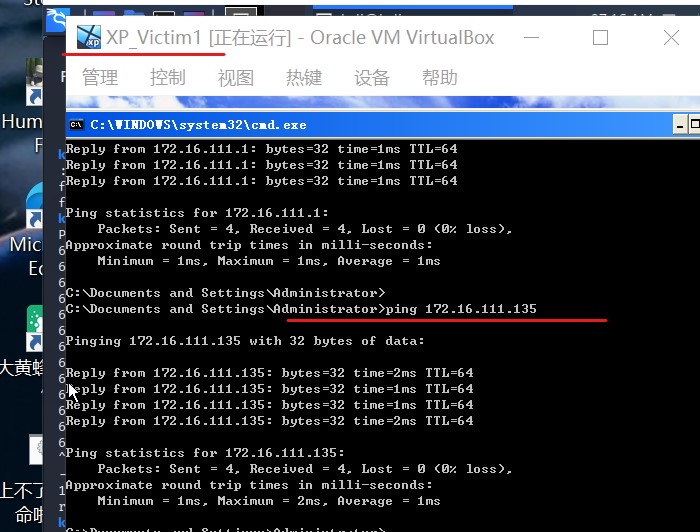 XP_Victim1 [正在运行] - Oracle VM VirtualBox
管理 控制 视图 热键 设备 帮助
C:\WINDOWS\system32\cmd.exe
Reply from 172.16.111.1: bytes=32 time=1ms TTL=64
Reply from 172.16.111.1: bytes=32 time=1ms TTL=64
Reply from 172.16.111.1: bytes=32 time=1ms TTL=64
Ping statistics for 172.16.111.1:
Packets: Sent = 4, Received = 4, Lost = 0 (0% loss),
Approximate round trip times in milli-seconds:
Minimum = 1ms, Maximum = 1ms, Average = 1ms
C:\Documents and Settings\Administrator>
C:\Documents and Settings\Administrator>ping 172.16.111.135
Pinging 172.16.111.135 with 32 bytes of data:
Reply from 172.16.111.135: bytes=32 time=2ms TTL=64
Reply from 172.16.111.135: bytes=32 time=1ms TTL=64
Reply from 172.16.111.135: bytes=32 time=1ms TTL=64
Reply from 172.16.111.135: bytes=32 time=2ms TTL=64
Ping statistics for 172.16.111.135:
Packets: Sent = 4, Received = 4, Lost = 0 (0% loss),
Approximate round trip times in milli-seconds:
Minimum = 1ms, Maximum = 2ms, Average = 1ms
Hum
F
Mic
Ed
大黄蜂
上不了
命啦